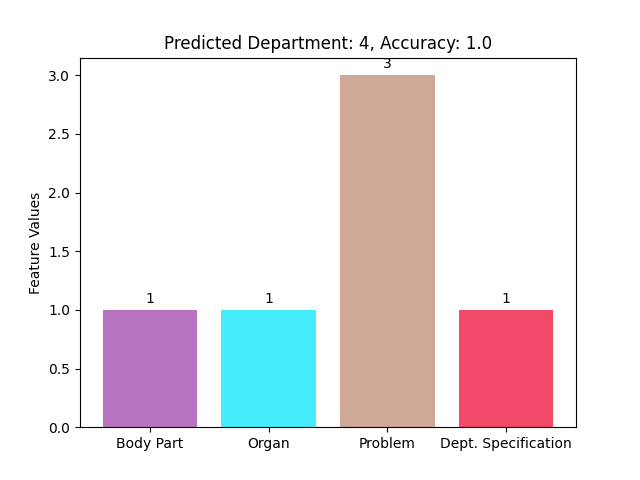 Predicted Department: 4, Accuracy: 1.0
3
3.0
2.5
2.0
1.5
1 1 1
1.0
0.5
0.0
Feature Values
Body Part Organ Problem Dept. Specification